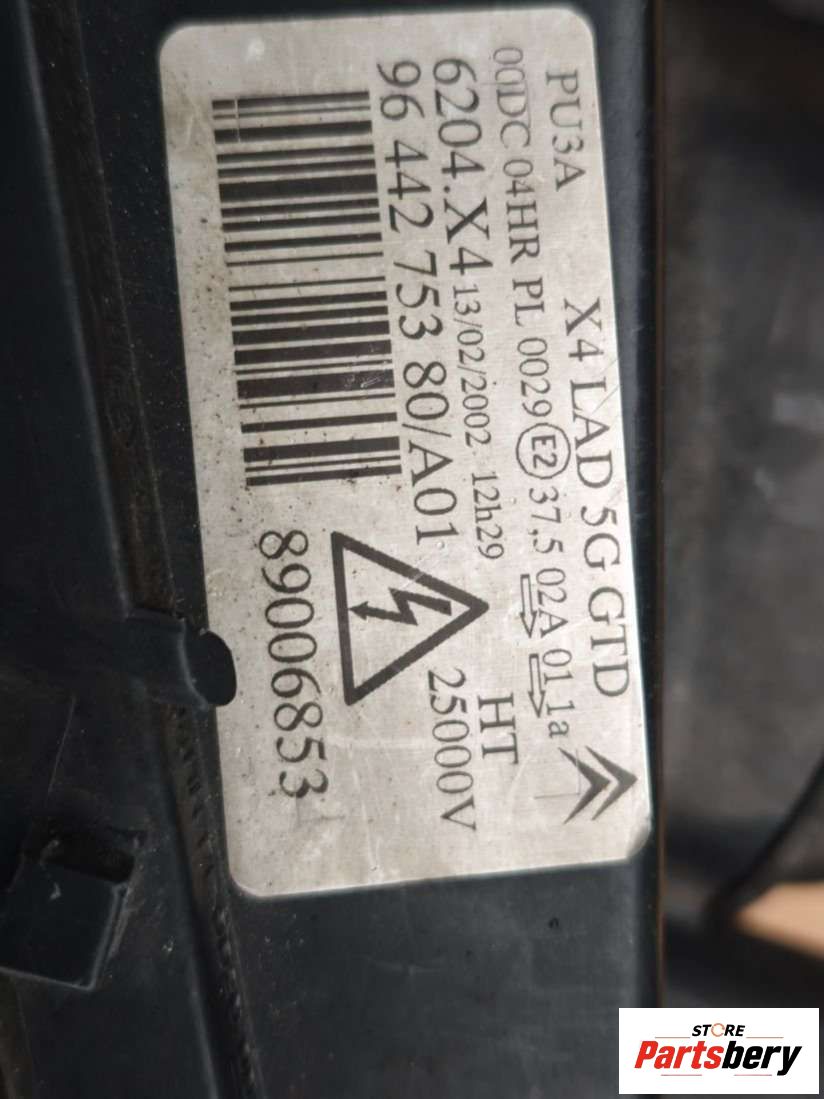 PU3A X4 LAD 5G GTD
00DC 04HR PL 0029 E2 37,5 02A 01 1a
6204.X4 13/02/2002 12h29
96 442 753 80/A01
HT
25000V
89006853
STORE
Partsbery